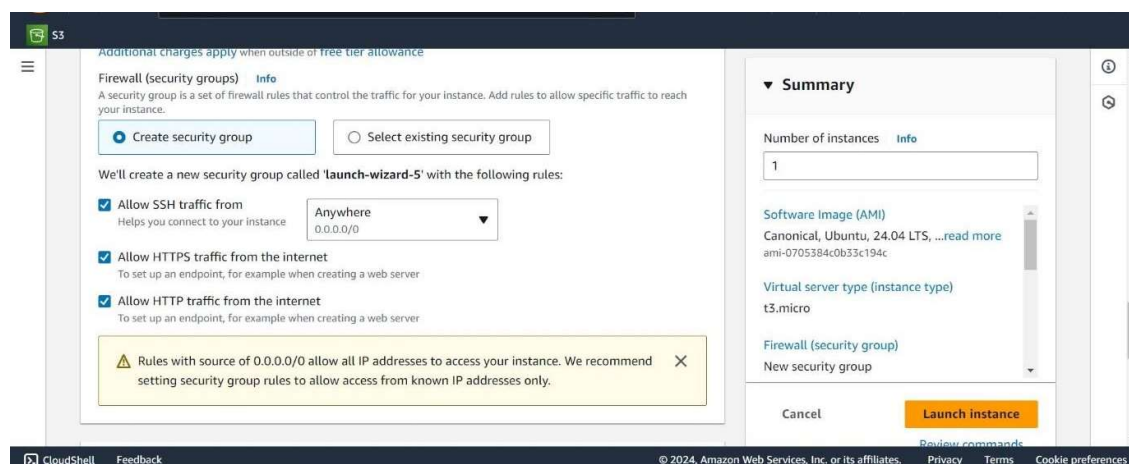 S3
Additional charges apply when outside of free tier allowance
Firewall (security groups) Info
A security group is a set of firewall rules that control the traffic for your instance. Add rules to allow specific traffic to reach
your instance.
Create security group
Select existing security group
We'll create a new security group called 'launch-wizard-5' with the following rules:
Allow SSH traffic from
Helps you connect to your instance
Anywhere
0.0.0.0/0
Allow HTTPS traffic from the internet
To set up an endpoint, for example when creating a web server
Allow HTTP traffic from the internet
To set up an endpoint, for example when creating a web server
Rules with source of 0.0.0.0/0 allow all IP addresses to access your instance. We recommend
setting security group rules to allow access from known IP addresses only.
Summary
Number of instances Info
1
Software Image (AMI)
Canonical, Ubuntu, 24.04 LTS, ...read more
ami-0705384c0b33c194c
Virtual server type (instance type)
t3.micro
Firewall (security group)
New security group
Cancel
Launch instance
Review commands
CloudShell Feedback
© 2024, Amazon Web Services, Inc. or its affiliates. Privacy Terms Cookie preferences